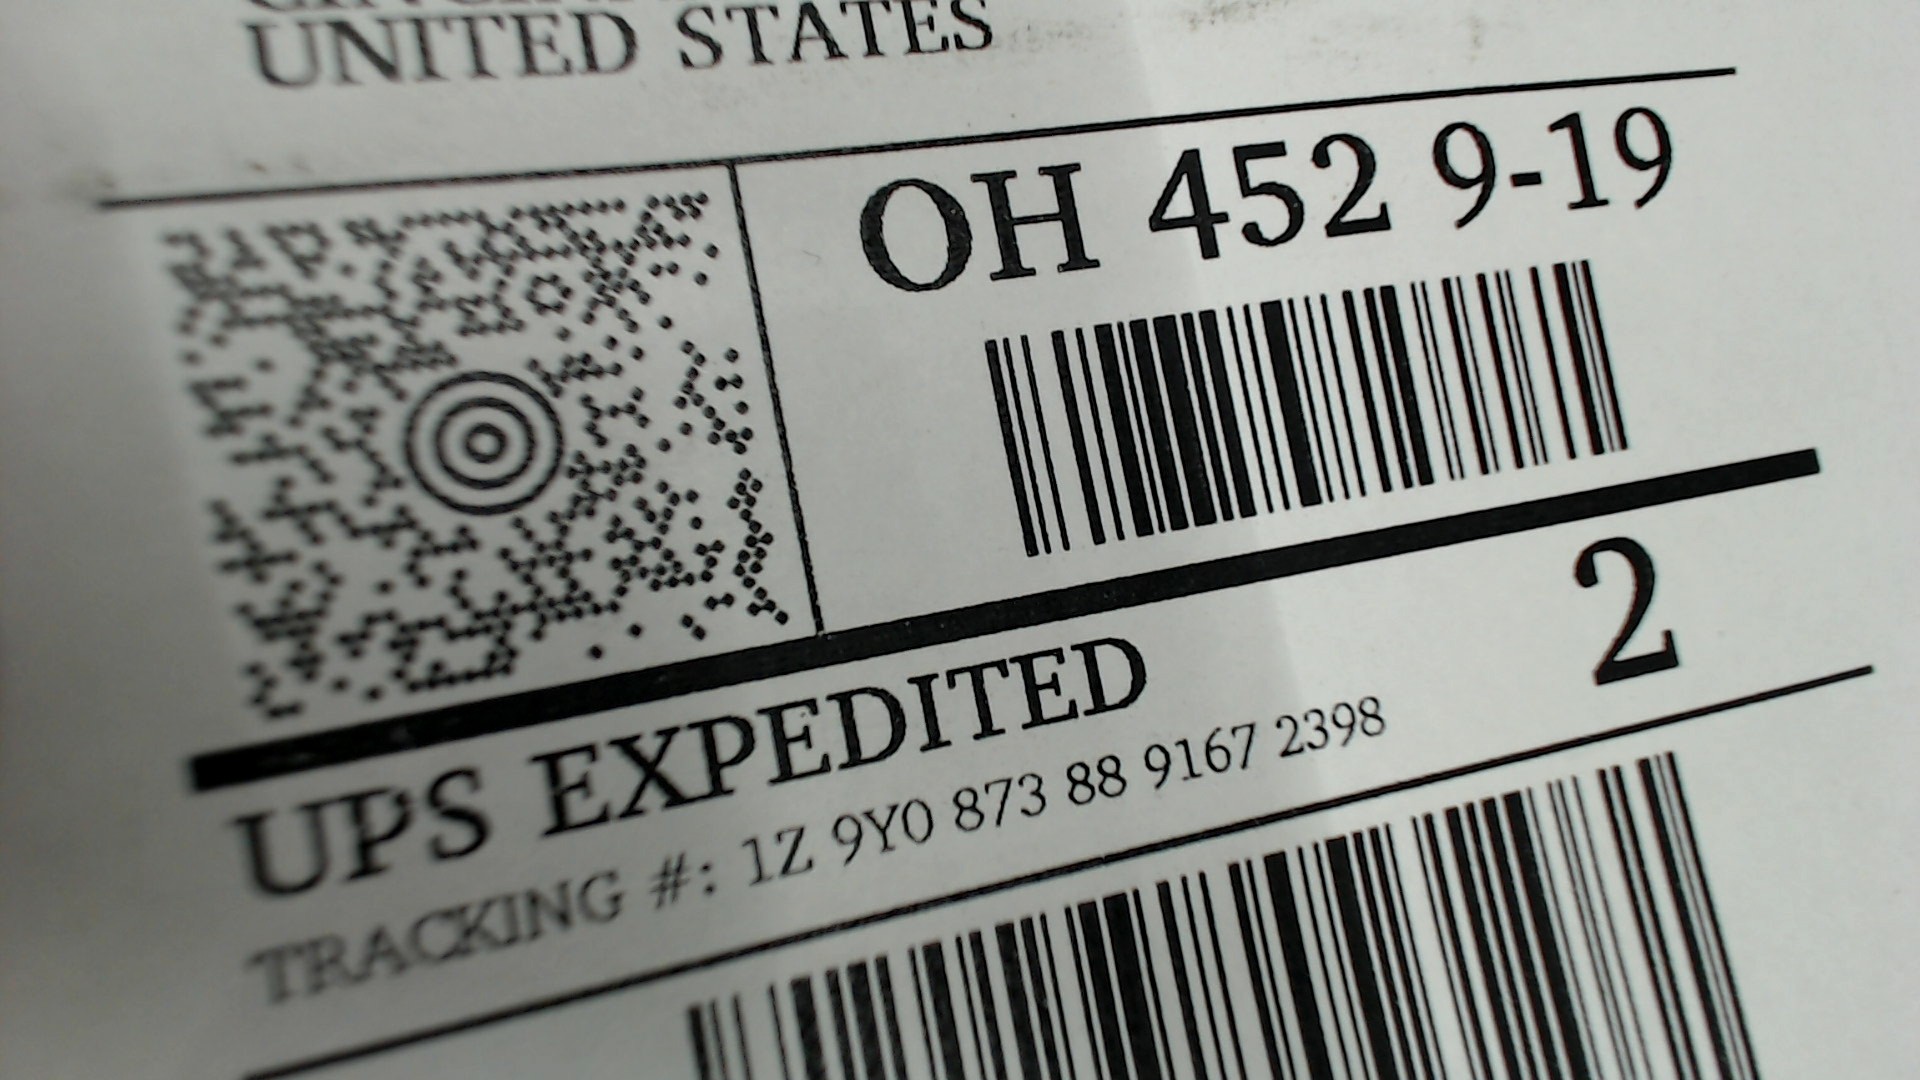 UNITED STATES
OH 452 9-19
UPS EXPEDITED
2
TRACKING #: 1Z 9Y0 873 88 9167 2398